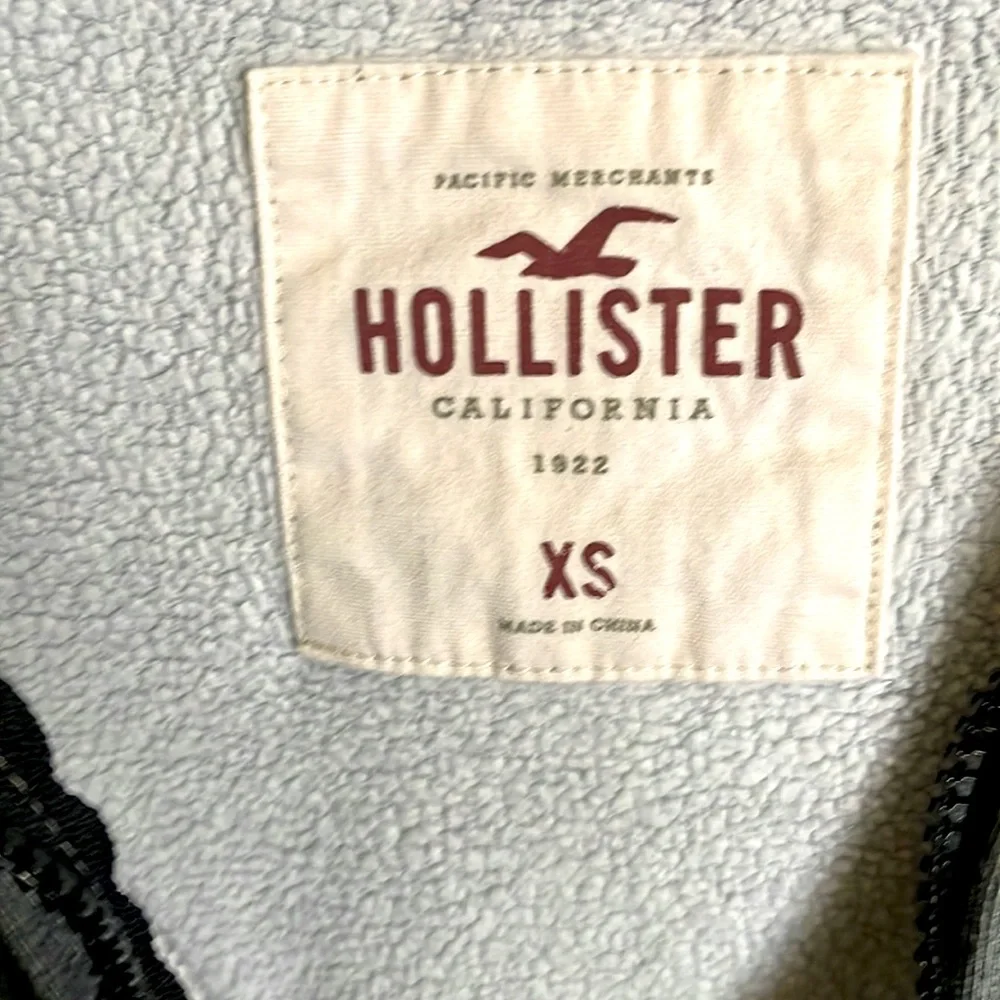 PACIFIC MERCHANTS
HOLLISTER
CALIFORNIA
1922
XS
MADE IN CHINA